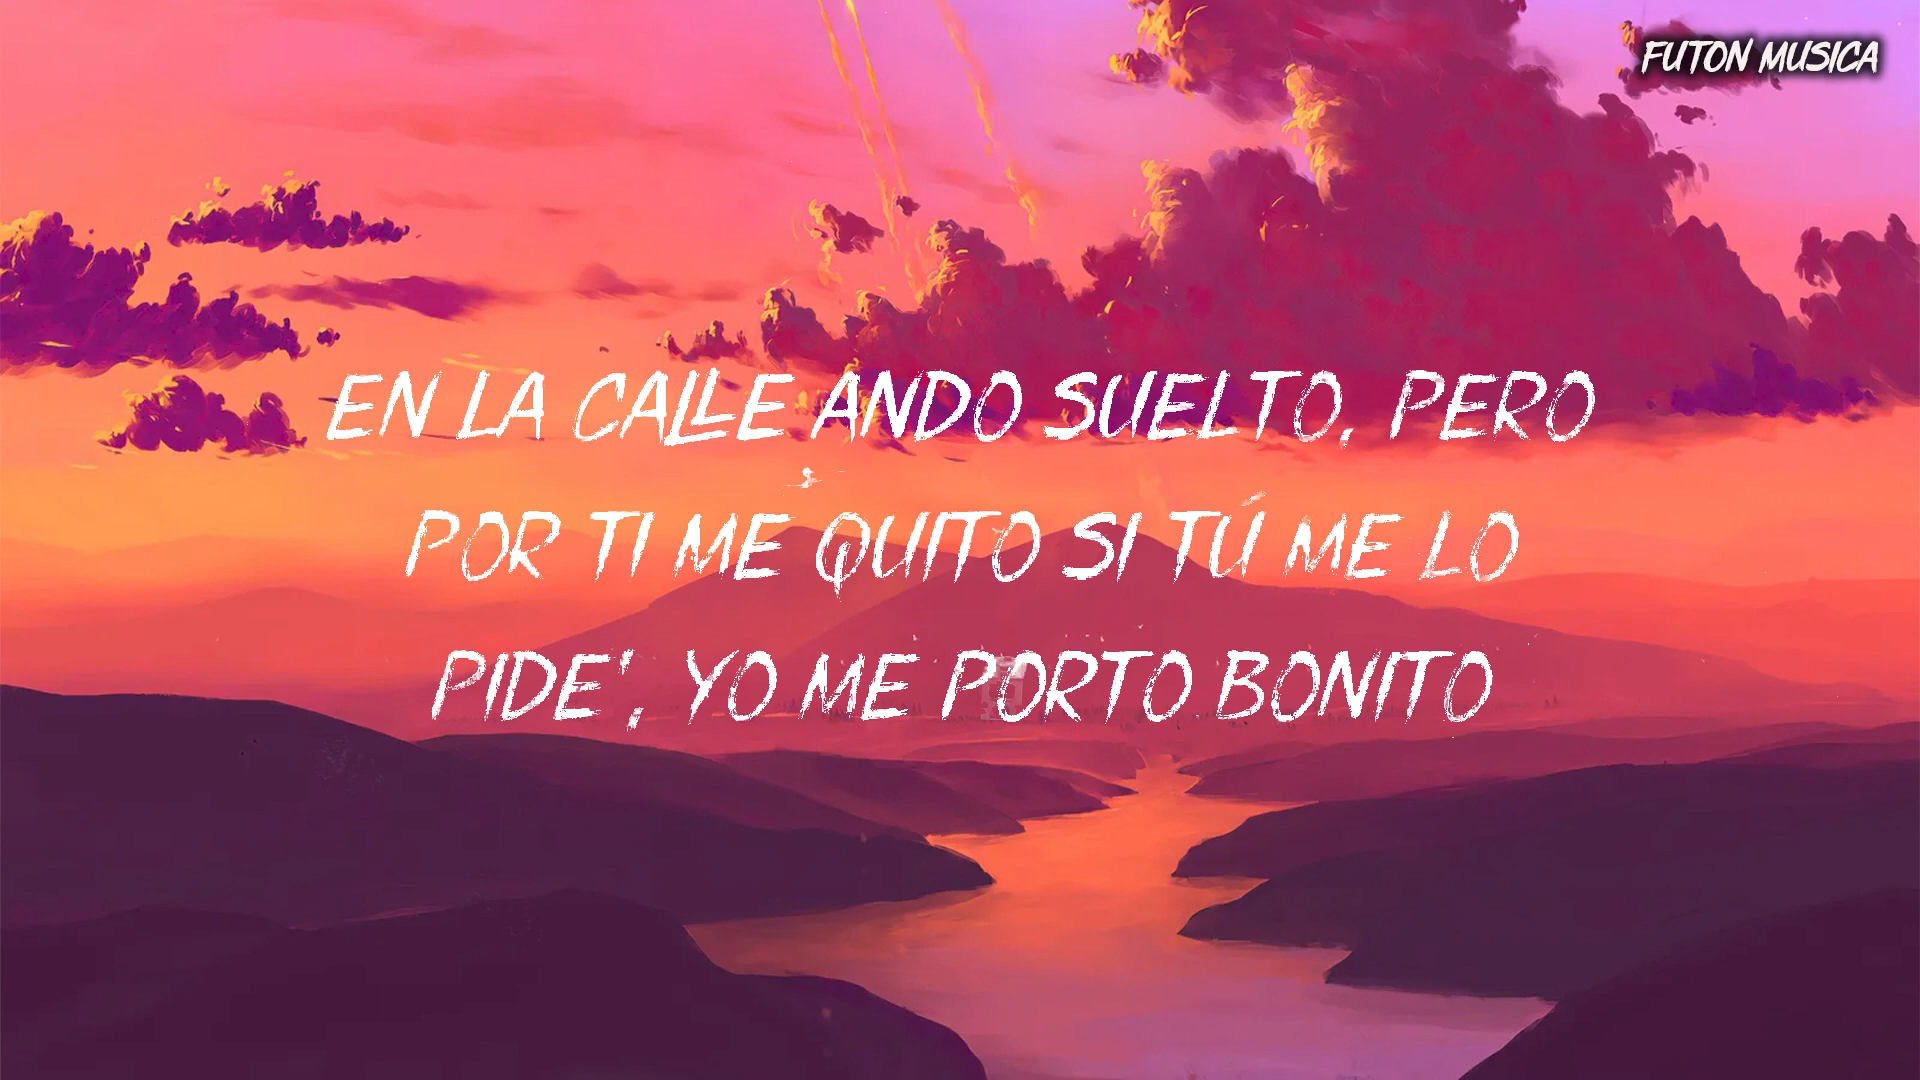 FUTON MUSICA
EN LA CALLE ANDO SUELTO, PERO
POR TI ME QUITO SI TÚ ME LO
PIDE', YO ME PORTO BONITO